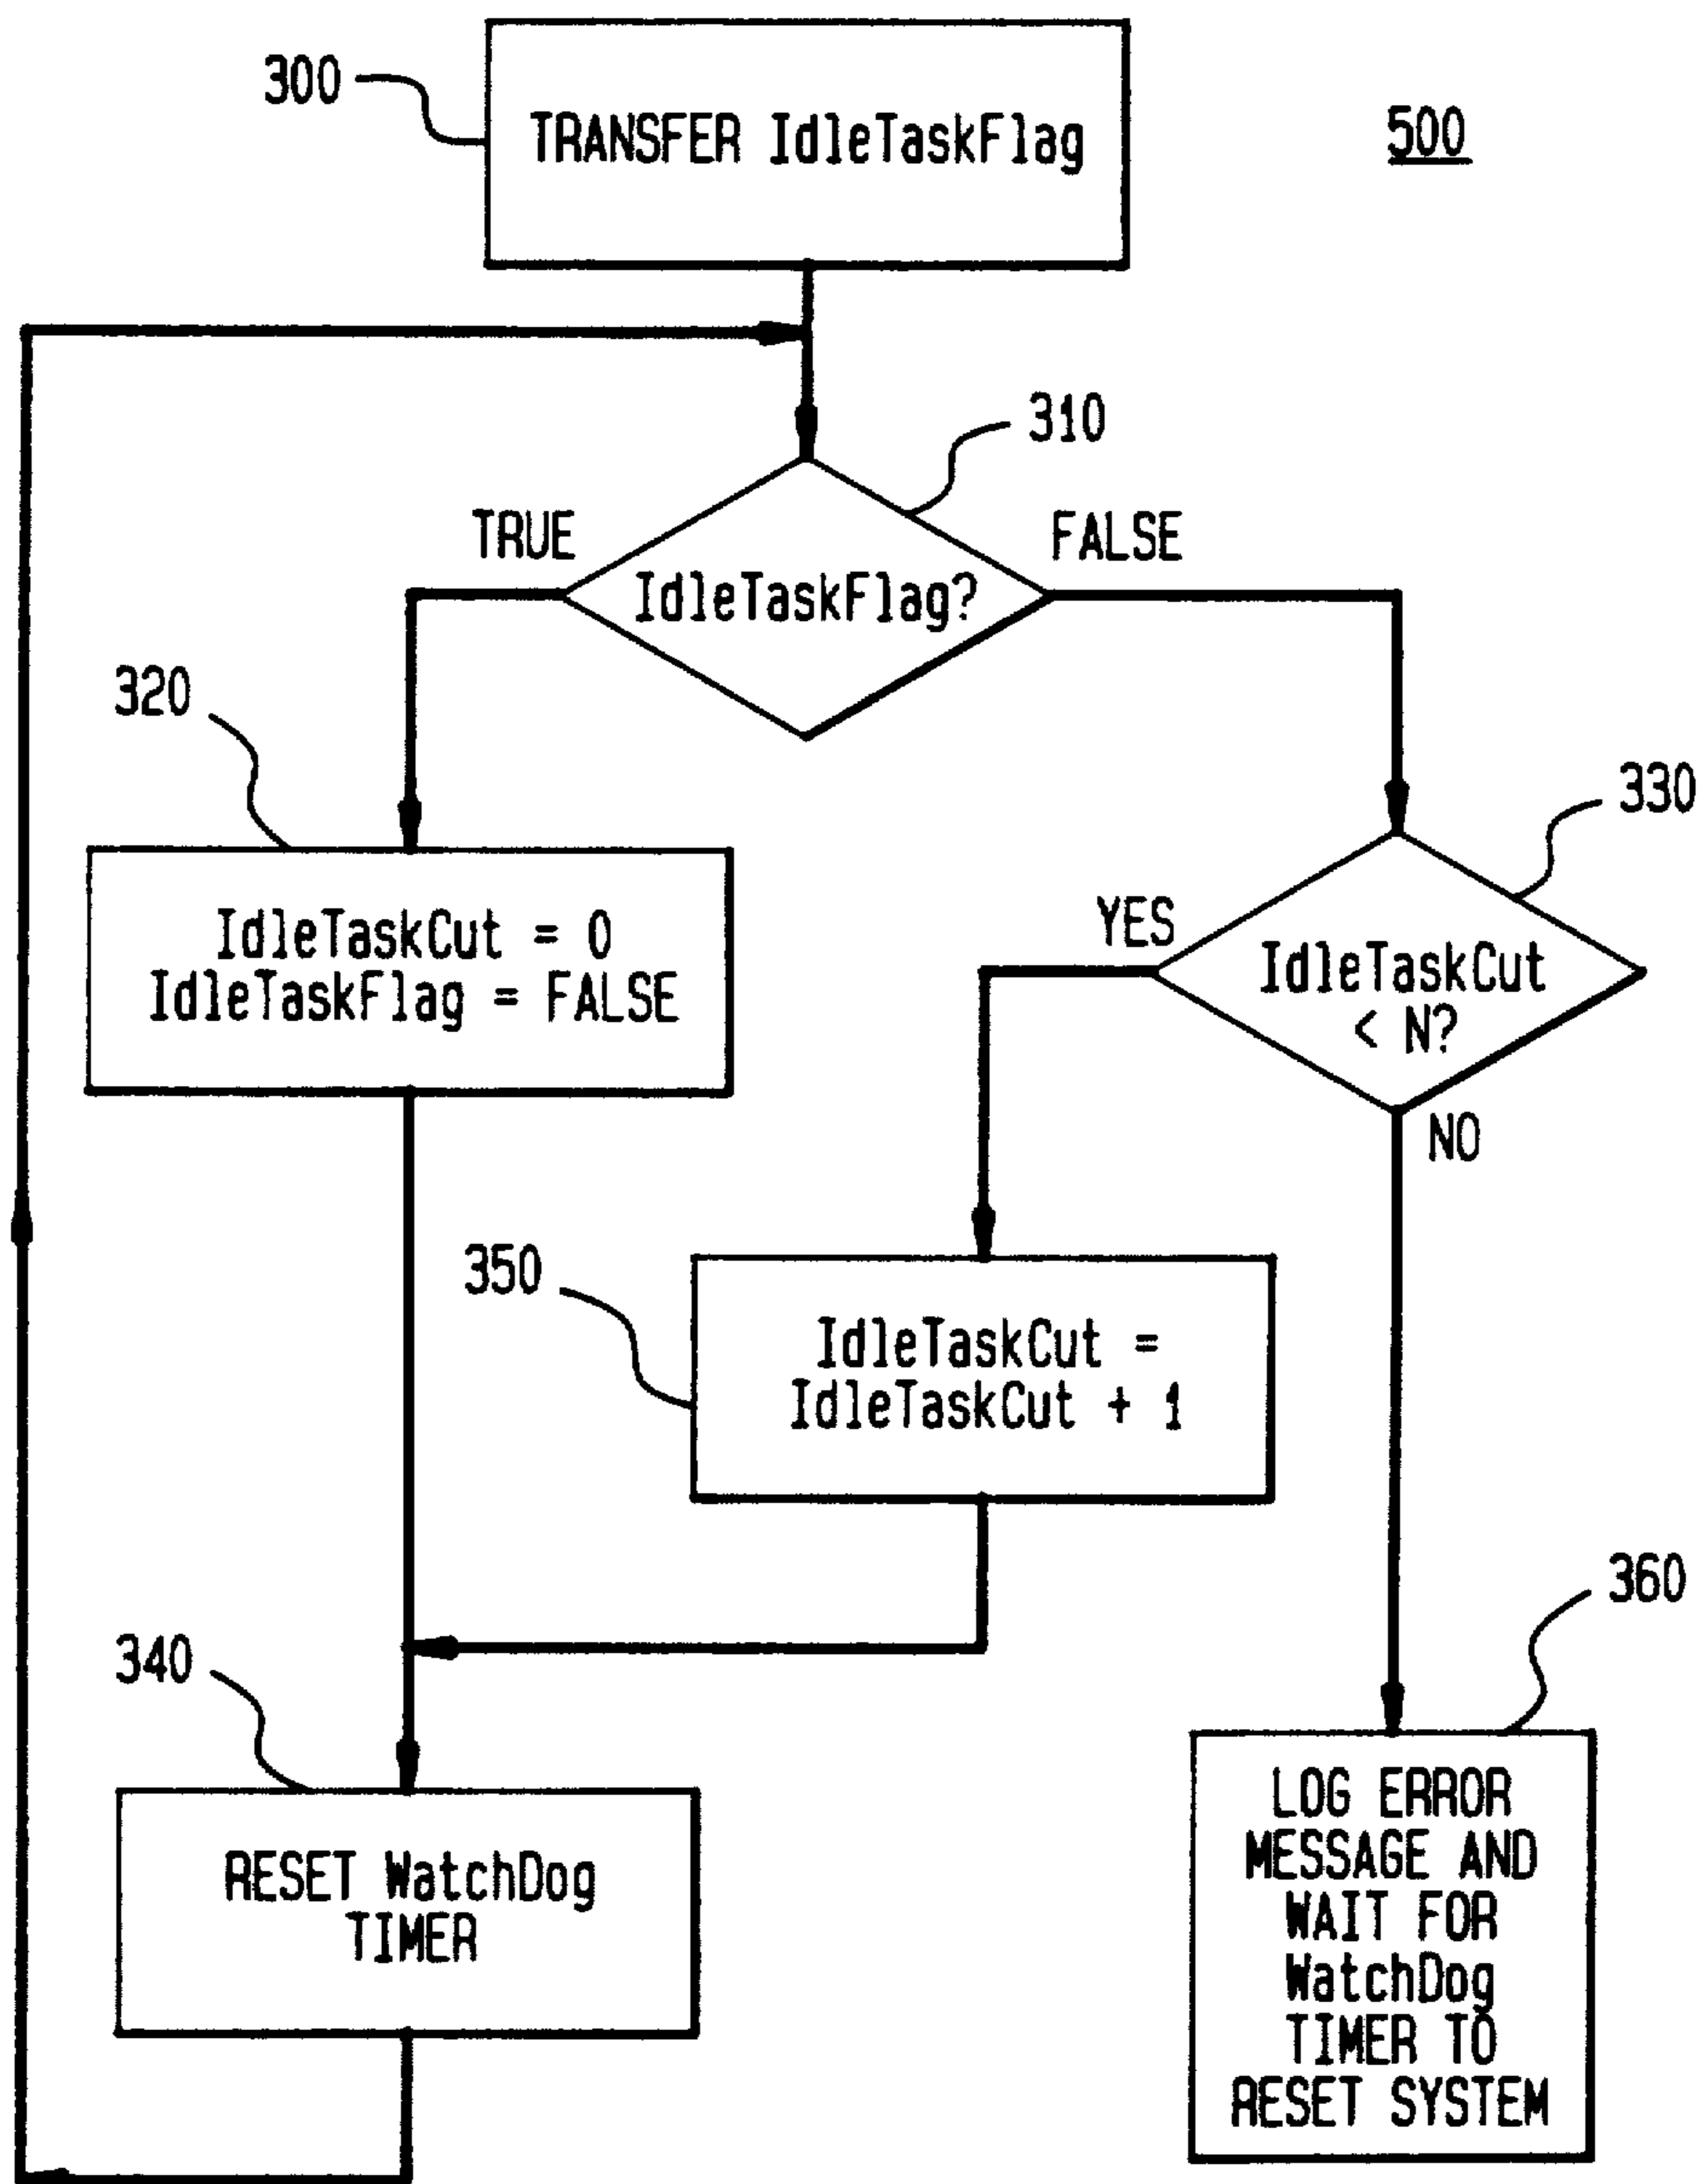 300
TRANSFER IdleTaskFlag
500
310
TRUE
FALSE
IdleTaskFlag?
320
330
IdleTaskCut = 0
IdleTaskFlag = FALSE
YES
IdleTaskCut
< N?
NO
350
IdleTaskCut =
IdleTaskCut + 1
360
340
RESET WatchDog
TIMER
LOG ERROR
MESSAGE AND
WAIT FOR
WatchDog
TIMER TO
RESET SYSTEM